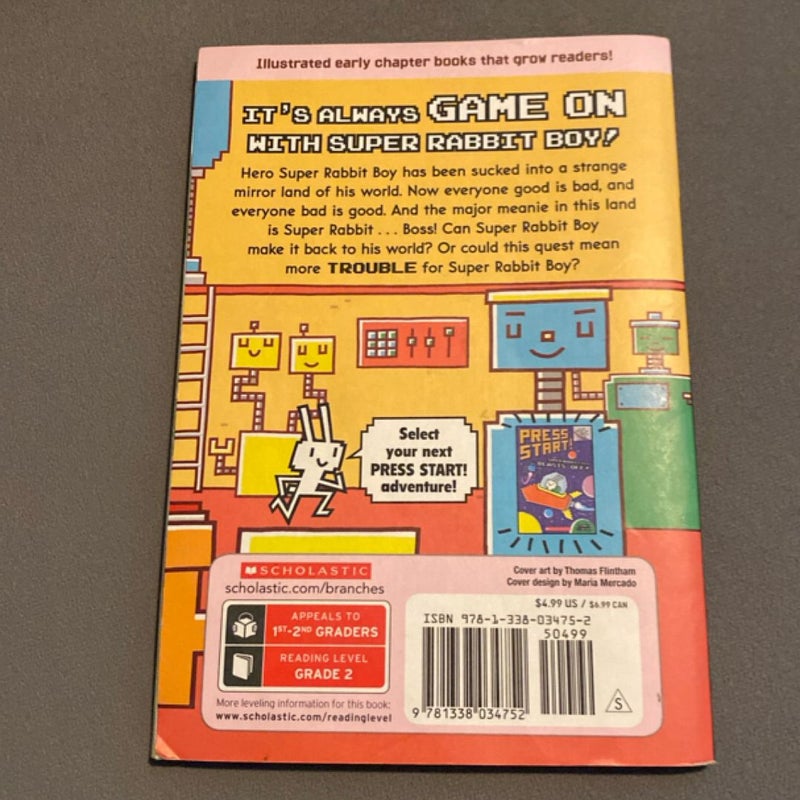 Illustrated early chapter books that grow readers!
IT'S ALWAYS GAME ON
WITH SUPER RABBIT BOY!
Hero Super Rabbit Boy has been sucked into a strange
mirror land of his world. Now everyone good is bad, and
everyone bad is good. And the major meanie in this land
is Super Rabbit . . . Boss! Can Super Rabbit Boy
make it back to his world? Or could this quest mean
more TROUBLE for Super Rabbit Boy?
Select
your next
PRESS START!
adventure!
PRESS
START!
SCHOLASTIC
scholastic.com/branches
APPEALS TO
1ST-2ND GRADERS
READING LEVEL
GRADE 2
More leveling information for this book:
www.scholastic.com/readinglevel
Cover art by Thomas Flintham
Cover design by Maria Mercado
$4.99 US / $6.99 CAN
ISBN 978-1-338-03475-2
50499
9 781338 034752
S